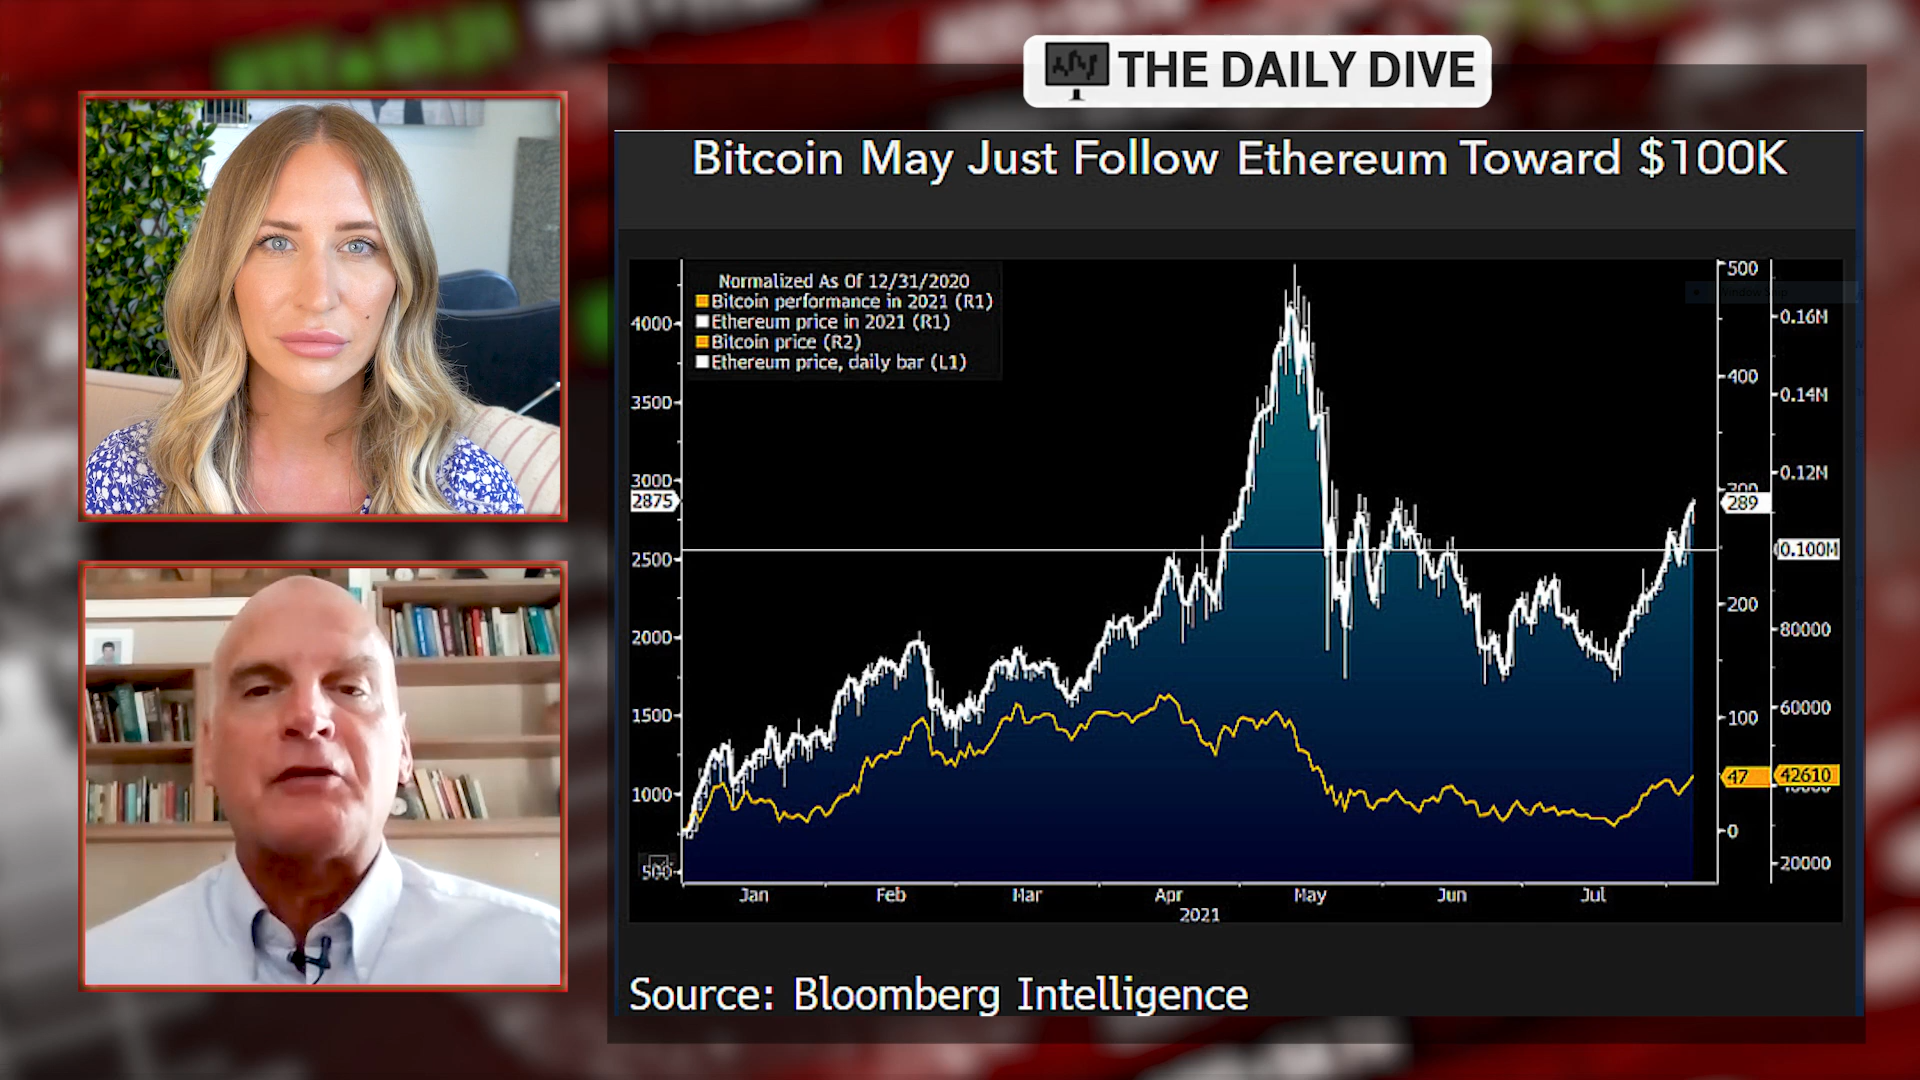 THE DAILY DIVE
Bitcoin May Just Follow Ethereum Toward $100K
Normalized As Of 12/31/2020
Bitcoin performance in 2021 (R1)
Ethereum price in 2021 (R1)
Bitcoin price (R2)
Ethereum price, daily bar (L1)
4000
3500
3000
2875
2500
2000
1500
1000
500
500
400
300
289
200
100
47
0
0.16M
0.14M
0.12M
0.100M
80000
60000
42610
40000
20000
Jan Feb Mar Apr May Jun Jul
2021
Source: Bloomberg Intelligence